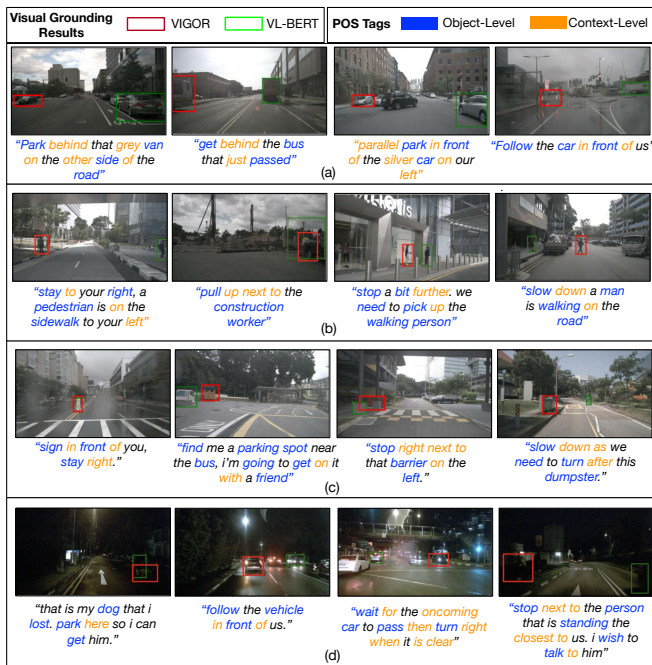 Visual Grounding
Results
VIGOR
VL-BERT
POS Tags
Object-Level
Context-Level
"Park behind that grey van
on the other side of the
road"
"get behind the bus
that just passed"
"parallel park in front
of the silver car on our
left"
"Follow the car in front of us"
(a)
"stay to your right, a
pedestrian is on the
sidewalk to your left"
"pull up next to the
construction
worker"
"stop a bit further. we
need to pick up the
walking person"
"slow down a man
is walking on the
road"
(b)
"sign in front of you,
stay right."
"find me a parking spot near
the bus, i'm going to get on it
with a friend"
"stop right next to
that barrier on the
left."
"slow down as we
need to turn after this
dumpster."
(c)
"that is my dog that i
lost. park here so i can
get him."
"follow the vehicle
in front of us."
"wait for the oncoming
car to pass then turn right
when it is clear"
"stop next to the person
that is standing the
closest to us. i wish to
talk to him"
(d)